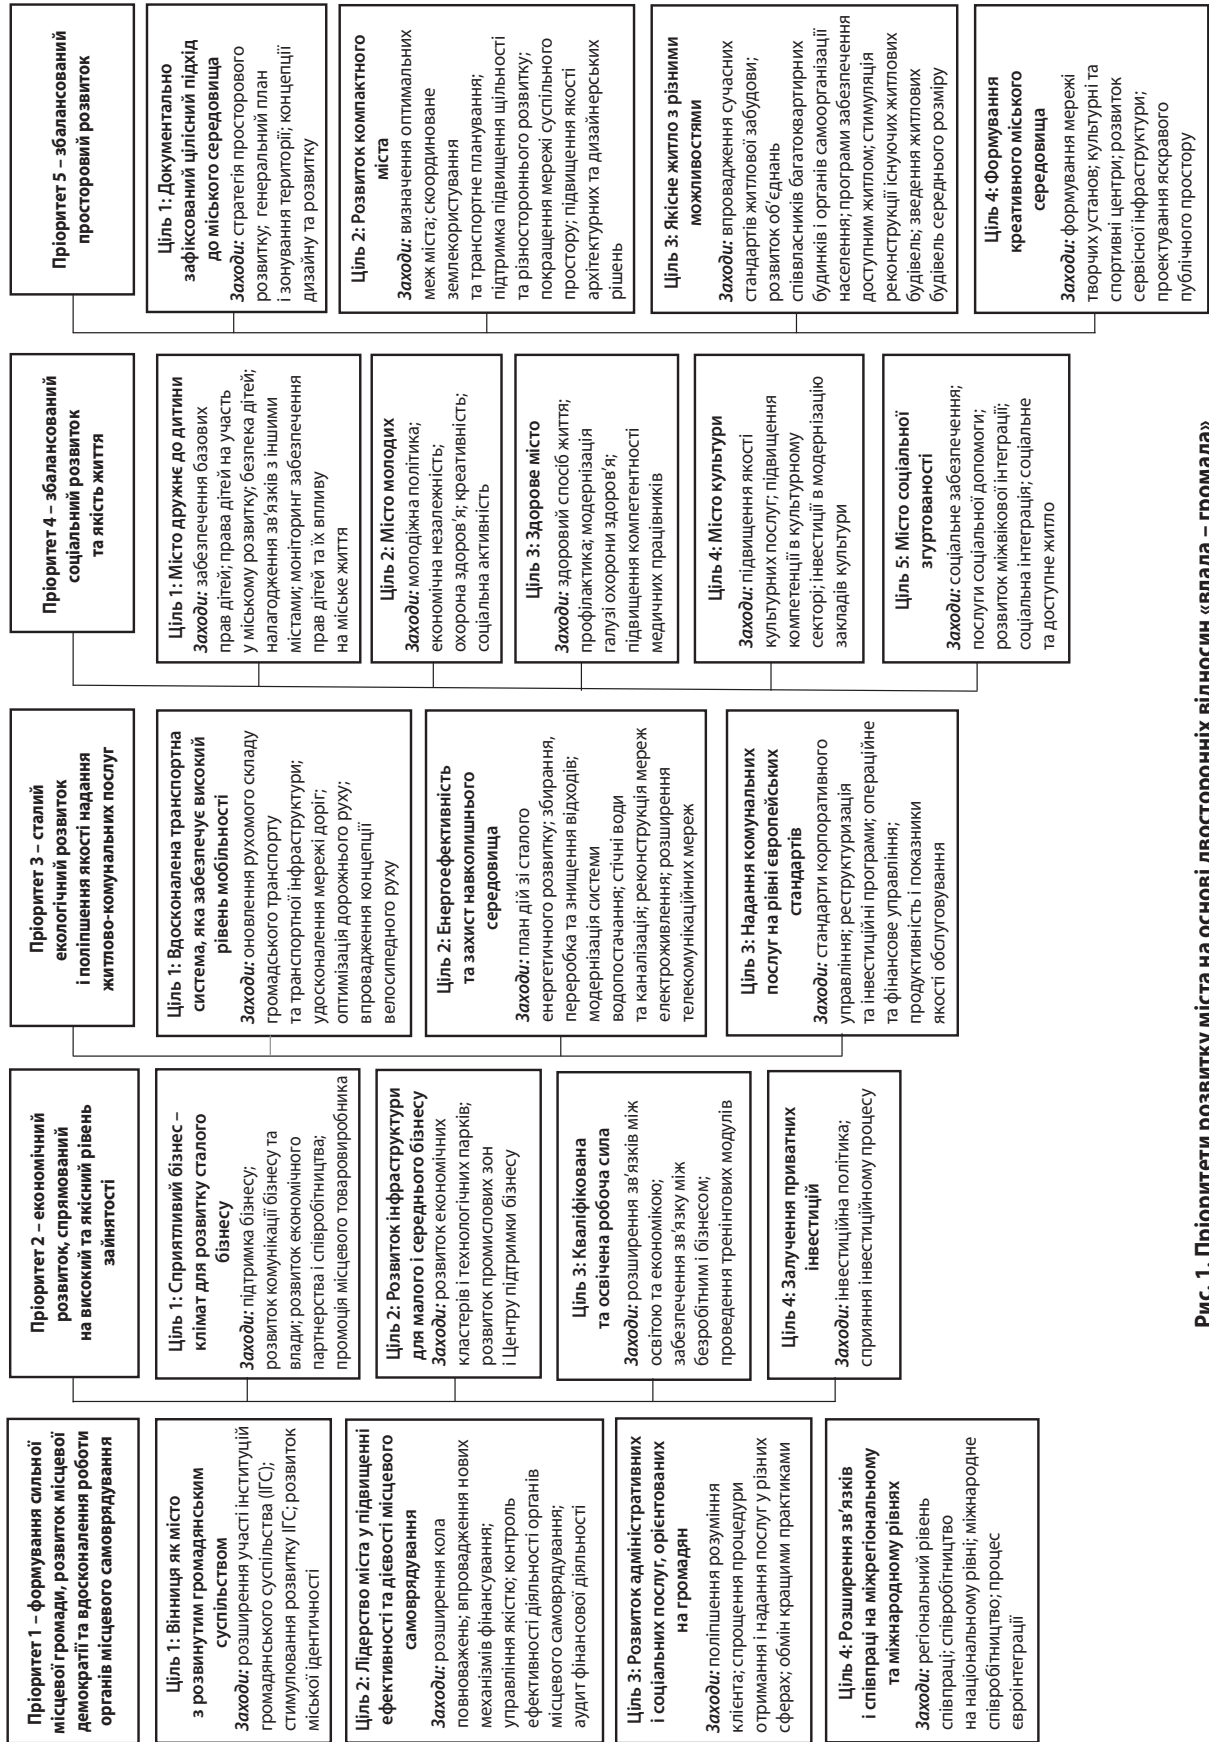 Пріоритет 1 – формування сильної
місцевої громади, розвиток місцевої
демократії та вдосконалення роботи
органів місцевого самоврядування
Ціль 1: Вінниця як місто
з розвинутим громадянським
суспільством
Заходи: розширення участі інституцій
громадянського суспільства (ІГС);
стимулювання розвитку ІГС; розвиток
міської ідентичності
Ціль 2: Лідерство міста у підвищенні
ефективності та дієвості місцевого
самоврядування
Заходи: розширення кола
повноважень; впровадження нових
механізмів фінансування;
управління якістю; контроль
ефективності діяльності органів
місцевого самоврядування;
аудит фінансової діяльності
Ціль 3: Розвиток адміністративних
і соціальних послуг, орієнтованих
на громадян
Заходи: поліпшення розуміння
клієнта; спрощення процедури
отримання і надання послуг у різних
сферах; обмін кращими практиками
Ціль 4: Розширення зв'язків
і співпраці на міжрегіональному
та міжнародному рівнях
Заходи: регіональний рівень
співпраці; співробітництво
на національному рівні; міжнародне
співробітництво; процес
євроінтеграції
Пріоритет 2 – економічний
розвиток, спрямований
на високий та якісний рівень
зайнятості
Ціль 1: Сприятливий бізнес –
клімат для розвитку сталого
бізнесу
Заходи: підтримка бізнесу;
розвиток комунікації бізнесу та
влади; розвиток економічного
партнерства і співробітництва;
промоція місцевого товаровиробника
Ціль 2: Розвиток інфраструктури
для малого і середнього бізнесу
Заходи: розвиток економічних
кластерів і технологічних парків;
розвиток промислових зон
і Центру підтримки бізнесу
Ціль 3: Кваліфікована
та освічена робоча сила
Заходи: розширення зв'язків між
освітою та економікою;
забезпечення зв'язку між
безробітним і бізнесом;
проведення тренінгових модулів
Ціль 4: Залучення приватних
інвестицій
Заходи: інвестиційна політика;
сприяння інвестиційному процесу
Пріоритет 3 – сталий
екологічний розвиток
і поліпшення якості надання
житлово-комунальних послуг
Ціль 1: Вдосконалена транспортна
система, яка забезпечує високий
рівень мобільності
Заходи: оновлення рухомого складу
громадського транспорту
та транспортної інфраструктури;
удосконалення мережі доріг;
оптимізація дорожнього руху;
впровадження концепції
велосипедного руху
Ціль 2: Енергоефективність
та захист навколишнього
середовища
Заходи: план дій зі сталого
енергетичного розвитку; збирання,
переробка та знищення відходів;
модернізація системи
водопостачання; стічні води
та каналізація; реконструкція мереж
електроживлення; розширення
телекомунікаційних мереж
Ціль 3: Надання комунальних
послуг на рівні європейських
стандартів
Заходи: стандарти корпоративного
управління; реструктуризація
та інвестиційні програми; операційне
та фінансове управління;
продуктивність і показники
якості обслуговування
Пріоритет 4 – збалансований
соціальний розвиток
та якість життя
Ціль 1: Місто дружнє до дитини
Заходи: забезпечення базових
прав дітей; права дітей на участь
у міському розвитку; безпека дітей;
налагодження зв'язків з іншими
містами; моніторинг забезпечення
прав дітей та їх впливу
на міське життя
Ціль 2: Місто молодих
Заходи: молодіжна політика;
економічна незалежність;
охорона здоров'я; креативність;
соціальна активність
Ціль 3: Здорове місто
Заходи: здоровий спосіб життя;
профілактика; модернізація
галузі охорони здоров'я;
підвищення компетентності
медичних працівників
Ціль 4: Місто культури
Заходи: підвищення якості
культурних послуг; підвищення
компетенції в культурному
секторі; інвестиції в модернізацію
закладів культури
Ціль 5: Місто соціальної
згуртованості
Заходи: соціальне забезпечення;
послуги соціальної допомоги;
розвиток міжвікової інтеграції;
соціальна інтеграція; соціальне
та доступне житло
Пріоритет 5 – збалансований
просторовий розвиток
Ціль 1: Документально
зафіксований цілісний підхід
до міського середовища
Заходи: стратегія просторового
розвитку; генеральний план
і зонування території; концепції
дизайну та розвитку
Ціль 2: Розвиток компактного
міста
Заходи: визначення оптимальних
меж міста; скоординоване
землекористування
та транспортне планування;
підтримка підвищення щільності
та різностороннього розвитку;
покращення мережі суспільного
простору; підвищення якості
архітектурних та дизайнерських
рішень
Ціль 3: Якісне житло з різними
можливостями
Заходи: впровадження сучасних
стандартів житлової забудови;
розвиток об'єднань
співвласників багатоквартирних
будинків і органів самоорганізації
населення; програми забезпечення
доступним житлом; стимуляція
реконструкції існуючих житлових
будівель; зведення житлових
будівель середнього розміру
Ціль 4: Формування
креативного міського
середовища
Заходи: формування мережі
творчих установ; культурні та
спортивні центри; розвиток
сервісної інфраструктури;
проектування яскравого
публічного простору
Рис. 1. Пріоритети розвитку міста на основі двосторонніх відносин «влада – громада»